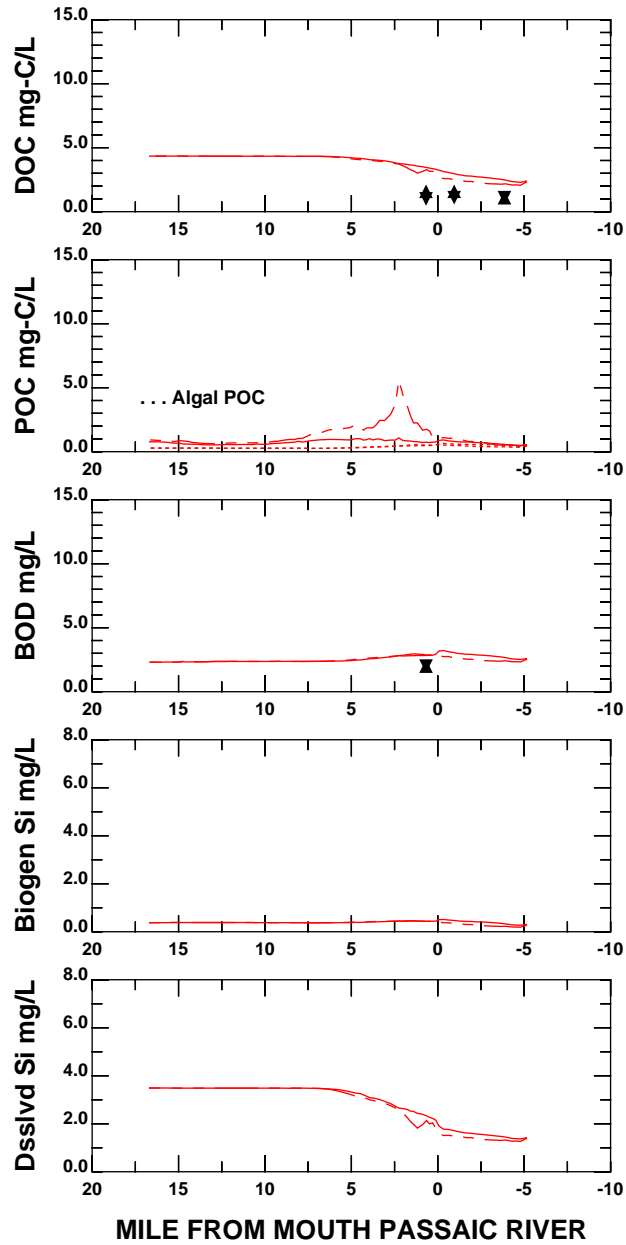 15.0
10.0
5.0
0.0
DOC mg-C/L
20 15 10 5 0 -5 -10
15.0
10.0
5.0
0.0
POC mg-C/L
. . . Algal POC
20 15 10 5 0 -5 -10
15.0
10.0
5.0
0.0
BOD mg/L
20 15 10 5 0 -5 -10
8.0
6.0
4.0
2.0
0.0
Biogen Si mg/L
20 15 10 5 0 -5 -10
8.0
6.0
4.0
2.0
0.0
Dsslvd Si mg/L
20 15 10 5 0 -5 -10
MILE FROM MOUTH PASSAIC RIVER